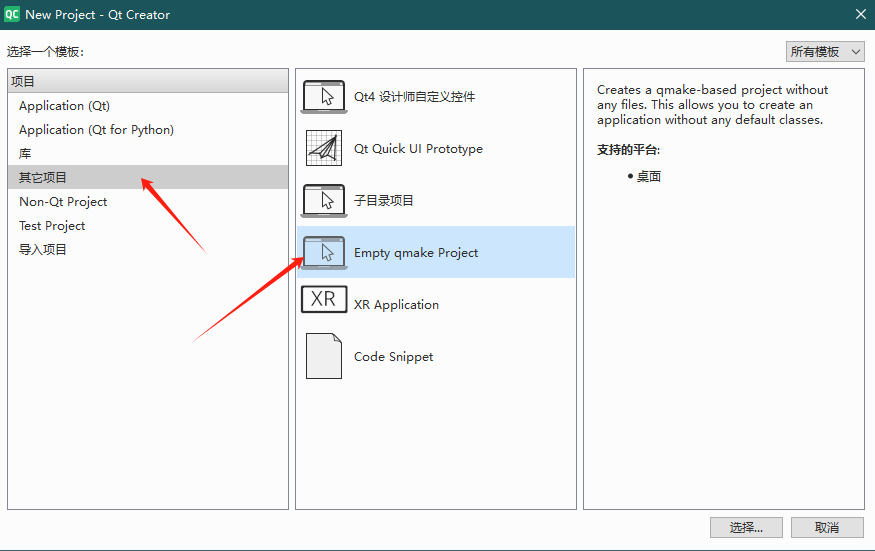 QC New Project - Qt Creator
选择一个模板:
所有模板
项目
Application (Qt)
Application (Qt for Python)
库
其它项目
Non-Qt Project
Test Project
导入项目
Qt4 设计师自定义控件
Qt Quick UI Prototype
子目录项目
Empty qmake Project
XR
XR Application
Code Snippet
Creates a qmake-based project without
any files. This allows you to create an
application without any default classes.
支持的平台:
• 桌面
选择...
取消